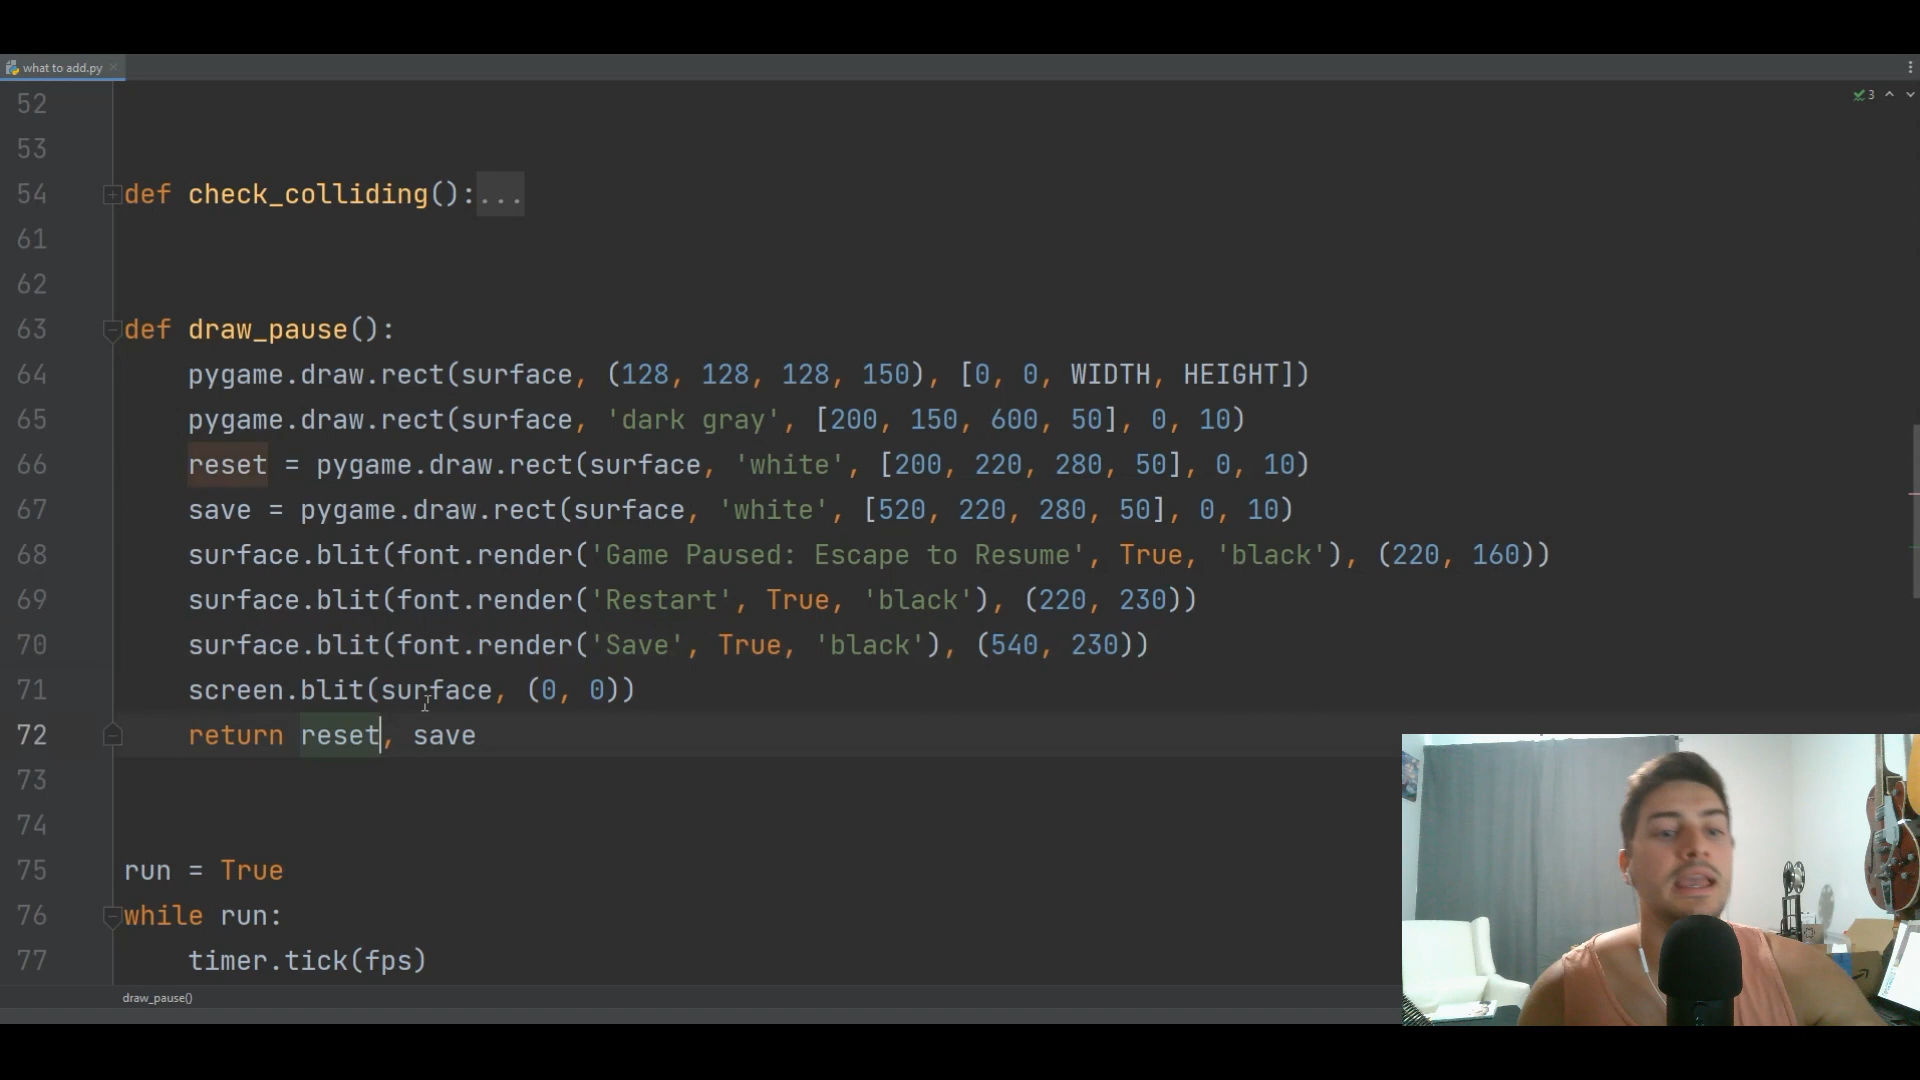 what to add.py
3
52
53
54 def check_colliding():...
61
62
63 def draw_pause():
64 pygame.draw.rect(surface, (128, 128, 128, 150), [0, 0, WIDTH, HEIGHT])
65 pygame.draw.rect(surface, 'dark gray', [200, 150, 600, 50], 0, 10)
66 reset = pygame.draw.rect(surface, 'white', [200, 220, 280, 50], 0, 10)
67 save = pygame.draw.rect(surface, 'white', [520, 220, 280, 50], 0, 10)
68 surface.blit(font.render('Game Paused: Escape to Resume', True, 'black'), (220, 160))
69 surface.blit(font.render('Restart', True, 'black'), (220, 230))
70 surface.blit(font.render('Save', True, 'black'), (540, 230))
71 screen.blit(surface, (0, 0))
72 return reset, save
73
74
75 run = True
76 while run:
77 timer.tick(fps)
draw_pause()